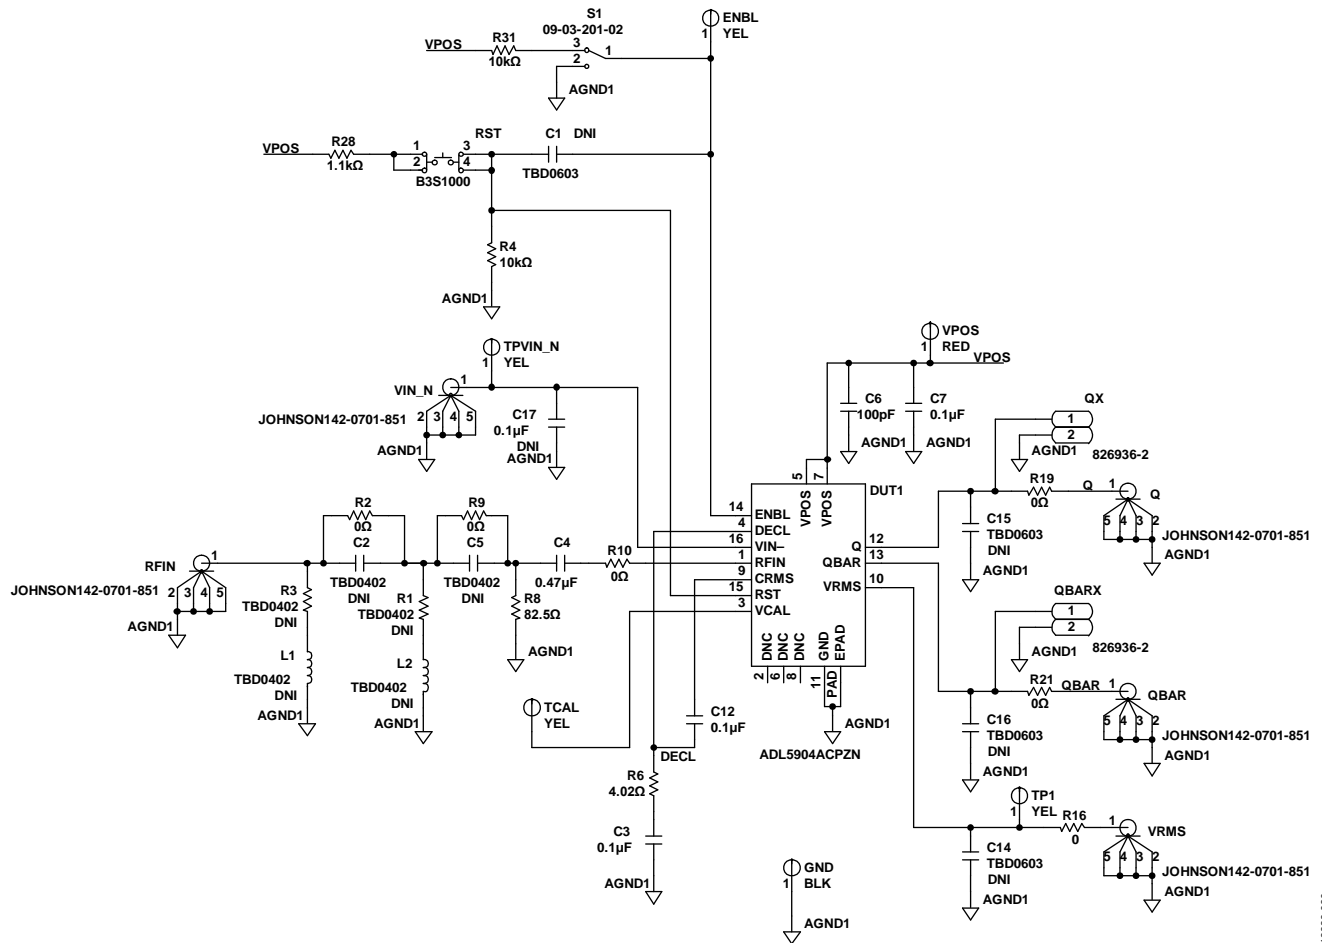 S1
09-03-201-02
ENBL
1 YEL
VPOS
R31
10kΩ
3
2
1
AGND1
VPOS
R28
1.1kΩ
1
2
RST
3
4
B3S1000
C1 DNI
TBD0603
R4
10kΩ
AGND1
TPVIN_N
1 YEL
VIN_N
1
JOHNSON142-0701-851
2 3 4 5
AGND1
C17
0.1µF
DNI
AGND1
VPOS
1 RED
VPOS
C6
100pF
AGND1
C7
0.1µF
AGND1
QX
1
2
AGND1
826936-2
R2
0Ω
C2
TBD0402
DNI
R9
0Ω
C5
TBD0402
DNI
C4
0.47µF
R10
0Ω
RFIN
1
JOHNSON142-0701-851
2 3 4 5
AGND1
R3
TBD0402
DNI
L1
TBD0402
DNI
AGND1
R1
TBD0402
DNI
L2
TBD0402
DNI
AGND1
R8
82.5Ω
AGND1
DUT1
5 VPOS
7 VPOS
14 ENBL
4 DECL
16 VIN–
1 RFIN
9 CRMS
15 RST
3 VCAL
Q 12
QBAR 13
VRMS 10
DNC 2
DNC 6
DNC 8
GND 11
EPAD PAD
AGND1
ADL5904ACPZN
R19
0Ω
Q
1
Q
5 4 3 2
JOHNSON142-0701-851
AGND1
C15
TBD0603
DNI
AGND1
QBARX
1
2
AGND1
826936-2
R21
0Ω
QBAR
1
QBAR
5 4 3 2
JOHNSON142-0701-851
AGND1
C16
TBD0603
DNI
AGND1
TCAL
YEL
C12
0.1µF
DECL
R6
4.02Ω
C3
0.1µF
AGND1
TP1
1 YEL
R16
0
1
VRMS
5 4 3 2
JOHNSON142-0701-851
AGND1
C14
TBD0603
DNI
AGND1
GND
1 BLK
AGND1